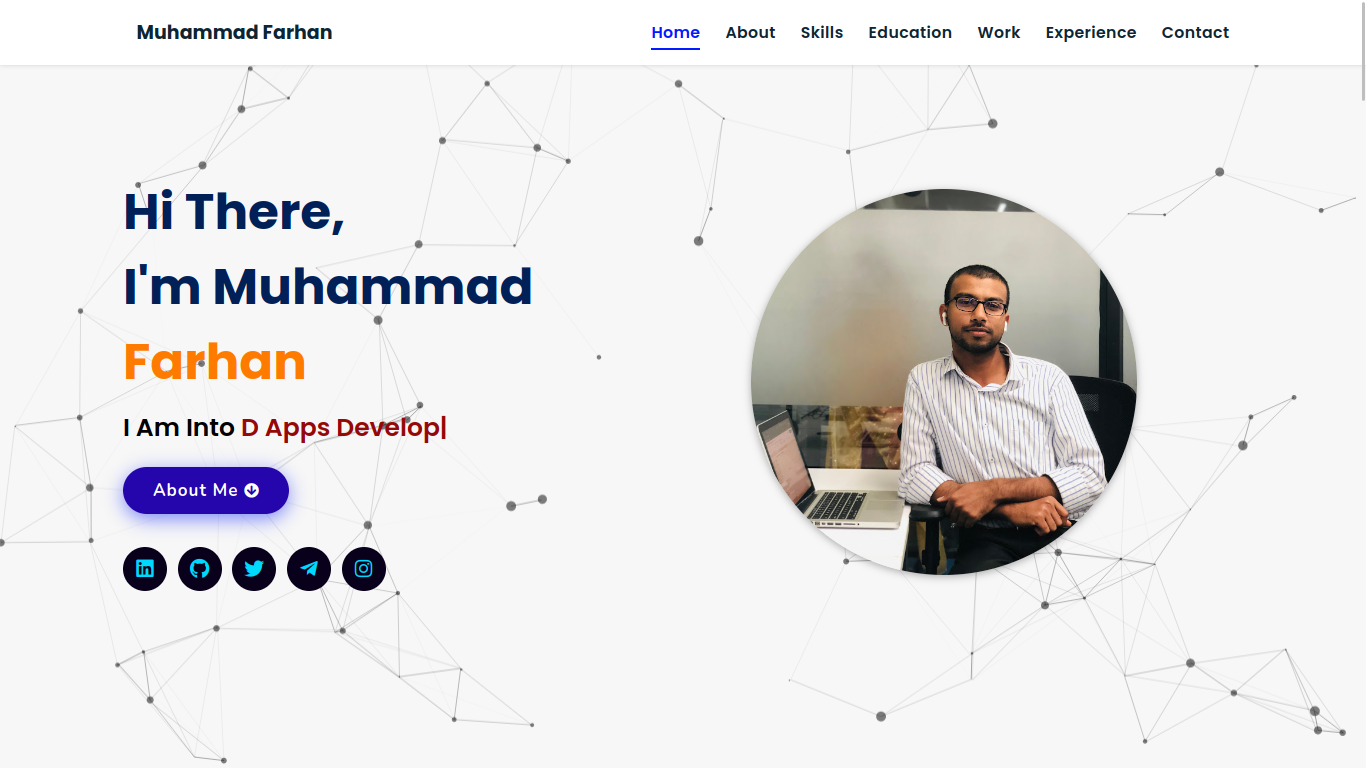 Muhammad Farhan
Home About Skills Education Work Experience Contact
Hi There,
I'm Muhammad
Farhan
I Am Into D Apps Develop|
About Me